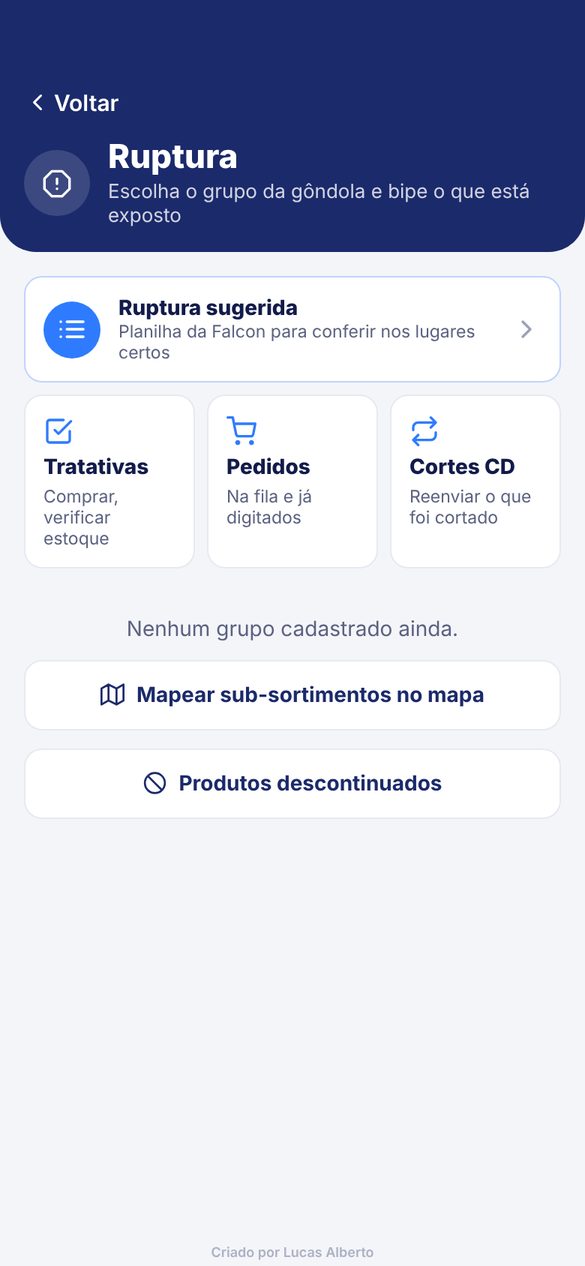 Voltar
Ruptura
Escolha o grupo da gôndola e bipe o que está
exposto
Ruptura sugerida
Planilha da Falcon para conferir nos lugares
certos
Tratativas
Comprar,
verificar
estoque
Pedidos
Na fila e já
digitados
Cortes CD
Reenviar o que
foi cortado
Nenhum grupo cadastrado ainda.
Mapear sub-sortimentos no mapa
Produtos descontinuados
Criado por Lucas Alberto